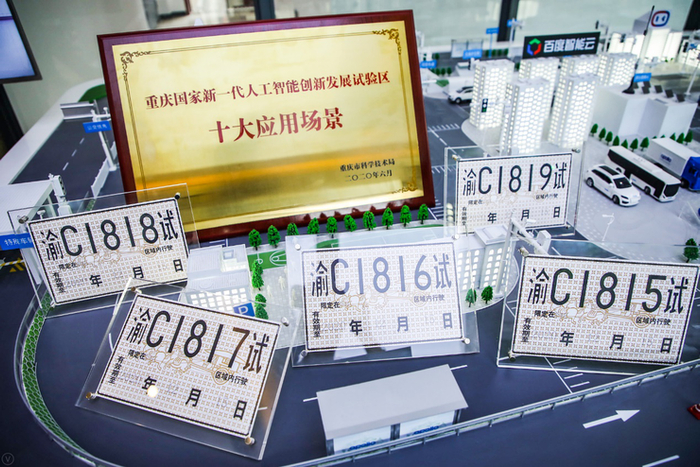 重庆国家新一代人工智能创新发展试验区
十大应用场景
重庆市科学技术局
二〇二〇年六月
百度智能云
渝C1819试
限定在
区域内行驶
有效期至
年 月 日
渝C1818试
限定在
区域内行驶
有效期至
年 月 日
渝C1816试
限定在
区域内行驶
有效期至
年 月 日
渝C1815试
限定在
区域内行驶
有效期至
年 月 日
渝C1817试
限定在
区域内行驶
有效期至
年 月 日
P
V